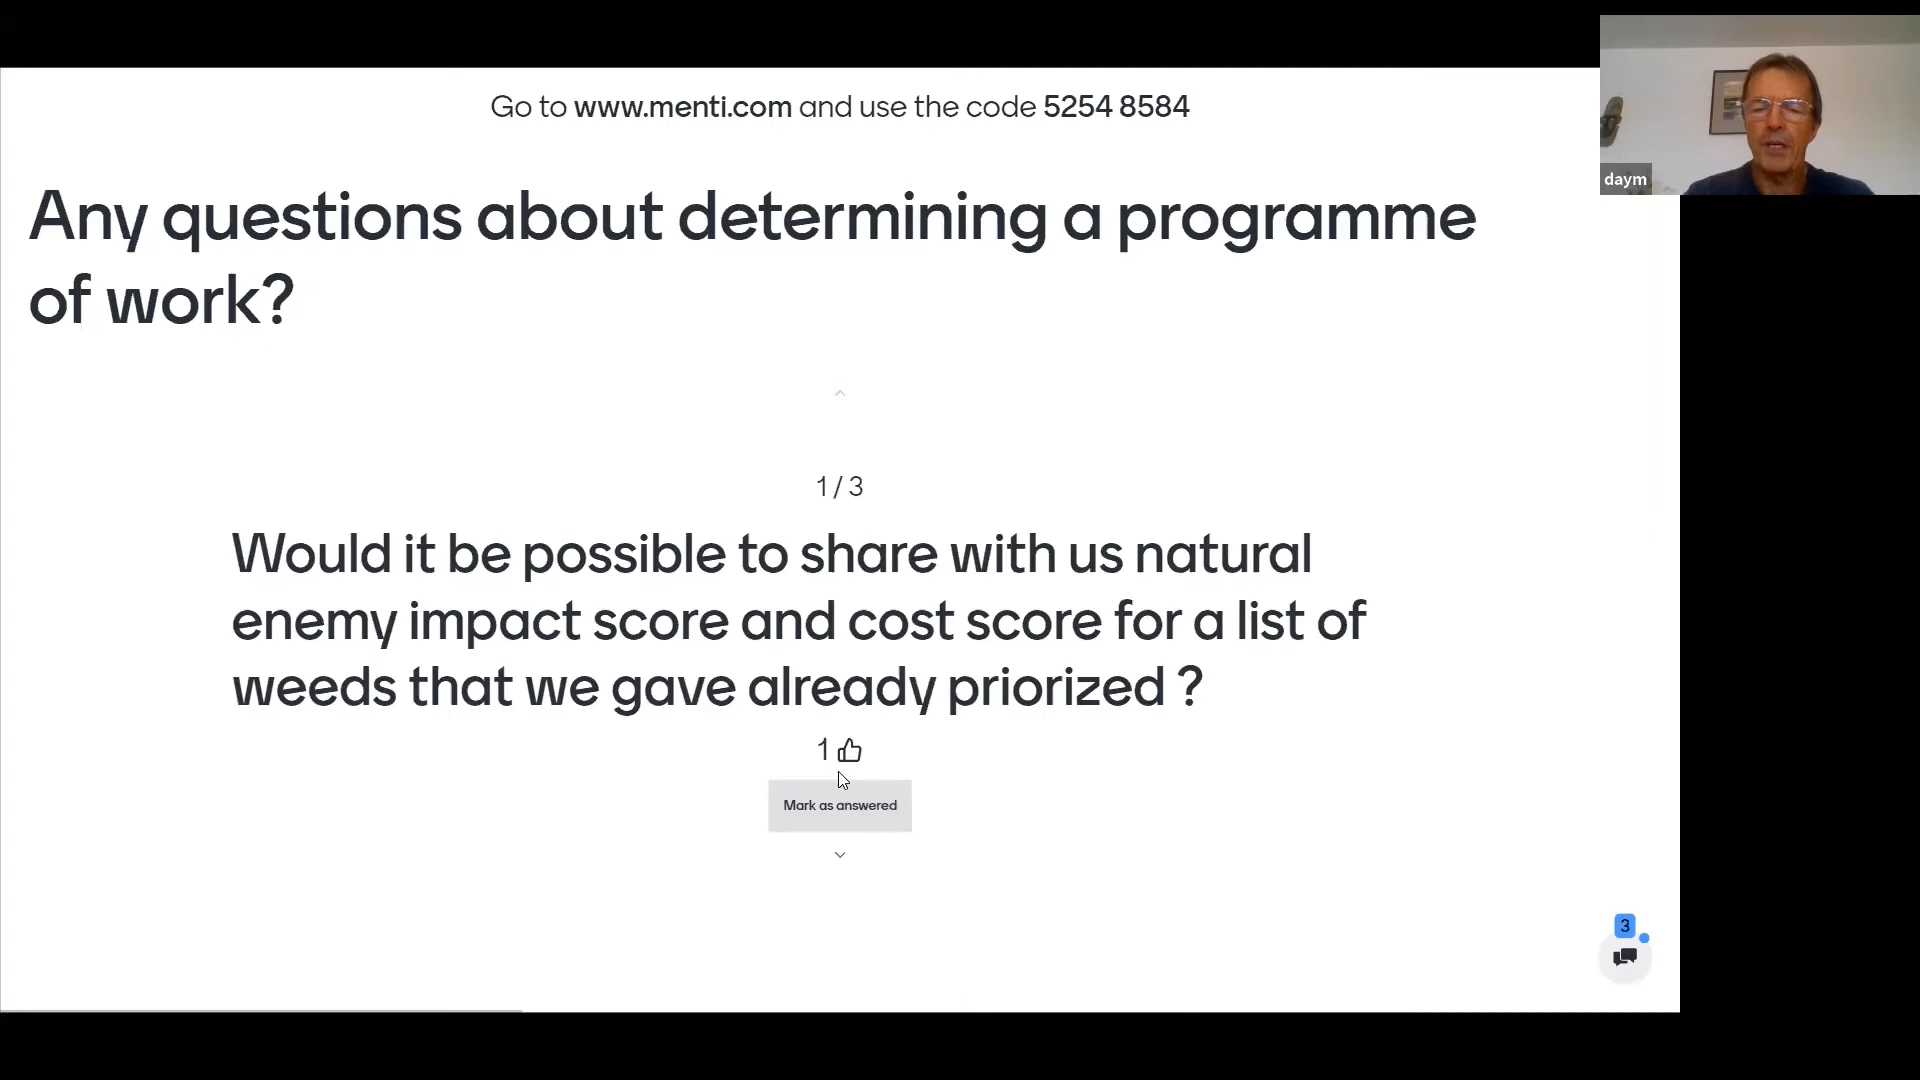 Go to www.menti.com and use the code 5254 8584
daym
Any questions about determining a programme
of work?
1 / 3
Would it be possible to share with us natural
enemy impact score and cost score for a list of
weeds that we gave already priorized ?
1
Mark as answered
3